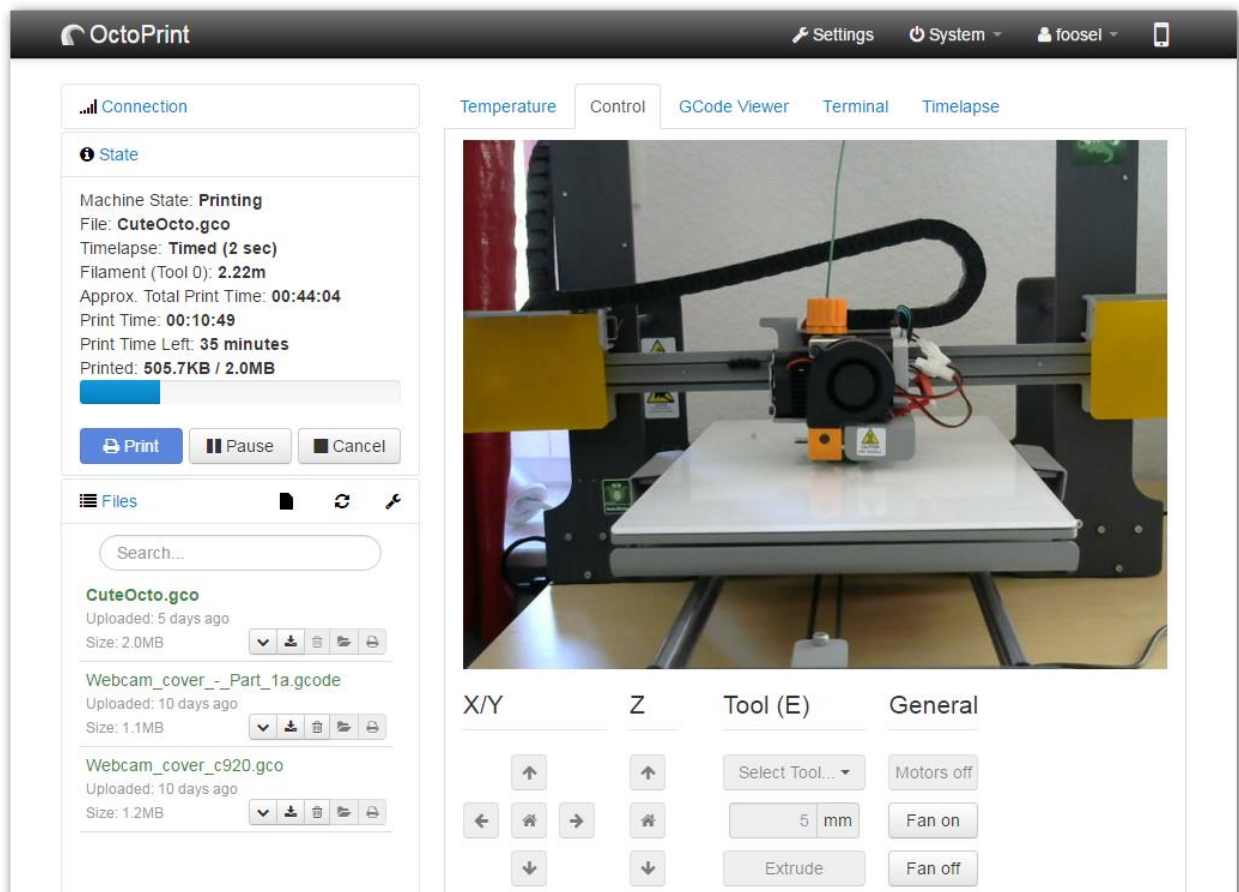 OctoPrint
Settings
System
foosel
Connection
State
Machine State: Printing
File: CuteOcto.gco
Timelapse: Timed (2 sec)
Filament (Tool 0): 2.22m
Approx. Total Print Time: 00:44:04
Print Time: 00:10:49
Print Time Left: 35 minutes
Printed: 505.7KB / 2.0MB
Print
Pause
Cancel
Files
Search...
CuteOcto.gco
Uploaded: 5 days ago
Size: 2.0MB
Webcam_cover_-_Part_1a.gcode
Uploaded: 10 days ago
Size: 1.1MB
Webcam_cover_c920.gco
Uploaded: 10 days ago
Size: 1.2MB
Temperature
Control
GCode Viewer
Terminal
Timelapse
X/Y
Z
Tool (E)
General
Select Tool...
Motors off
5 mm
Fan on
Extrude
Fan off